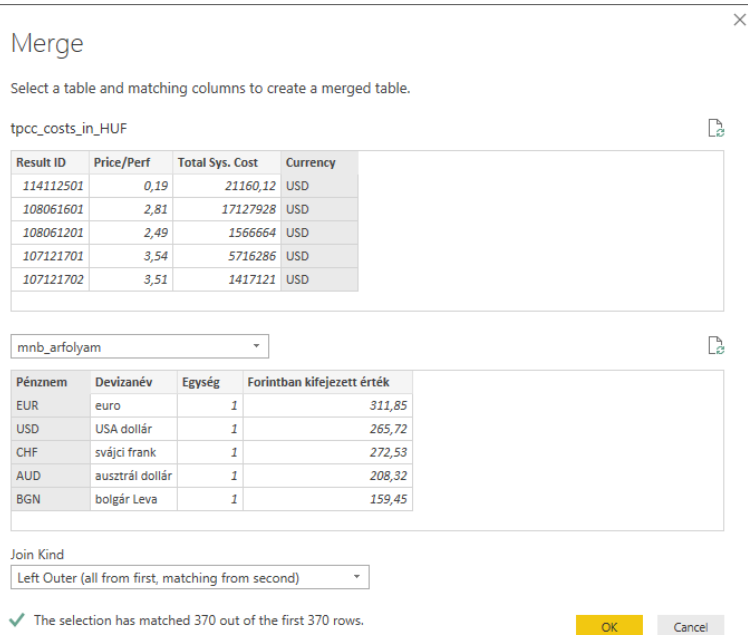 Merge
Select a table and matching columns to create a merged table.
tpcc_costs_in_HUF
Result ID Price/Perf Total Sys. Cost Currency
114112501 0,19 21160,12 USD
108061601 2,81 17127928 USD
108061201 2,49 1566664 USD
107121701 3,54 5716286 USD
107121702 3,51 1417121 USD
mnb_arfolyam
Pénznem Devizanév Egység Forintban kifejezett érték
EUR euro 1 311,85
USD USA dollár 1 265,72
CHF svájci frank 1 272,53
AUD ausztrál dollár 1 208,32
BGN bolgár Leva 1 159,45
Join Kind
Left Outer (all from first, matching from second)
The selection has matched 370 out of the first 370 rows.
OK Cancel